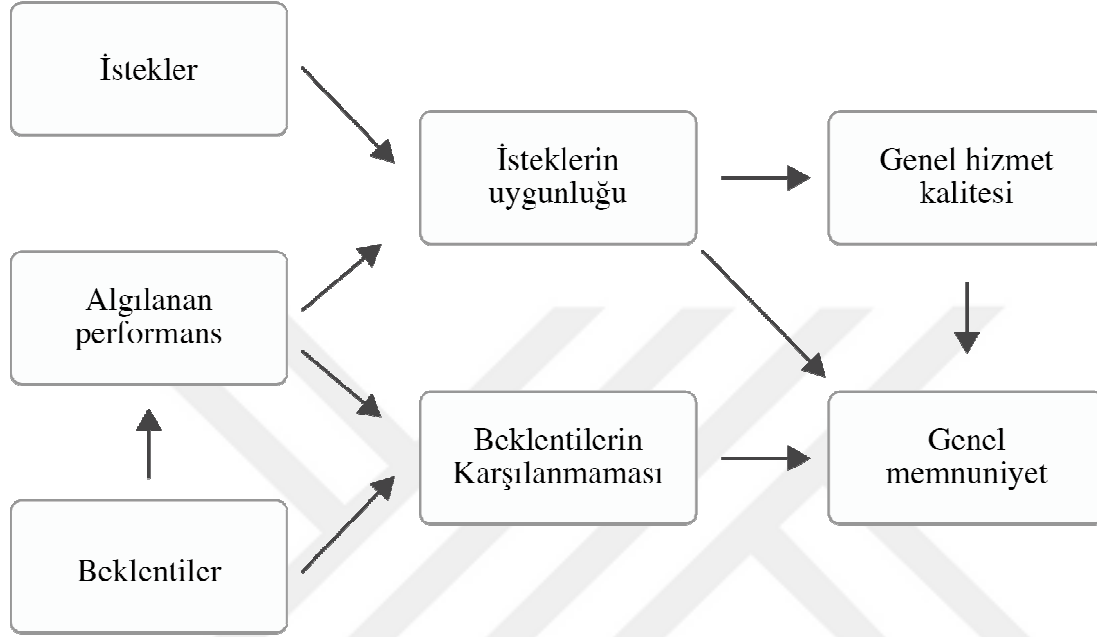 İstekler
İsteklerin
uygunluğu
Genel hizmet
kalitesi
Algılanan
performans
Beklentilerin
Karşılanmaması
Genel
memnuniyet
Beklentiler